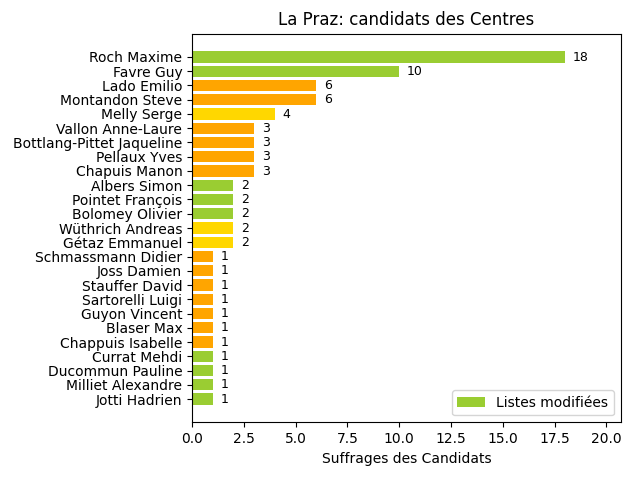 La Praz: candidats des Centres
Roch Maxime 18
Favre Guy 10
Lado Emilio 6
Montandon Steve 6
Melly Serge 4
Vallon Anne-Laure 3
Bottlang-Pittet Jaqueline 3
Pellaux Yves 3
Chapuis Manon 3
Albers Simon 2
Pointet François 2
Bolomey Olivier 2
Wüthrich Andreas 2
Gétaz Emmanuel 2
Schmassmann Didier 1
Joss Damien 1
Stauffer David 1
Sartorelli Luigi 1
Guyon Vincent 1
Blaser Max 1
Chappuis Isabelle 1
Currat Mehdi 1
Ducommun Pauline 1
Milliet Alexandre 1
Jotti Hadrien 1
Listes modifiées
0.0 2.5 5.0 7.5 10.0 12.5 15.0 17.5 20.0
Suffrages des Candidats